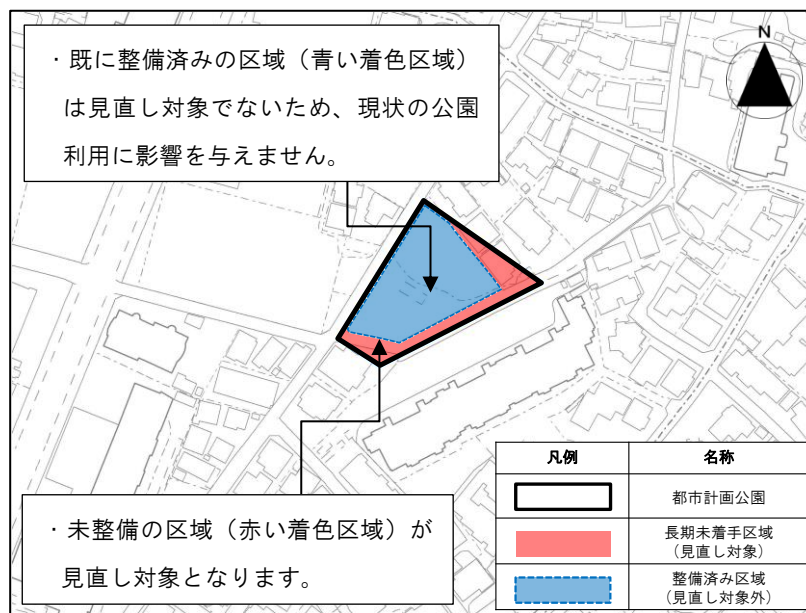 ・既に整備済みの区域（青い着色区域）
は見直し対象でないため、現状の公園
利用に影響を与えません。
N
・未整備の区域（赤い着色区域）が
見直し対象となります。
凡例 名称
都市計画公園
長期未着手区域
（見直し対象）
整備済み区域
（見直し対象外）